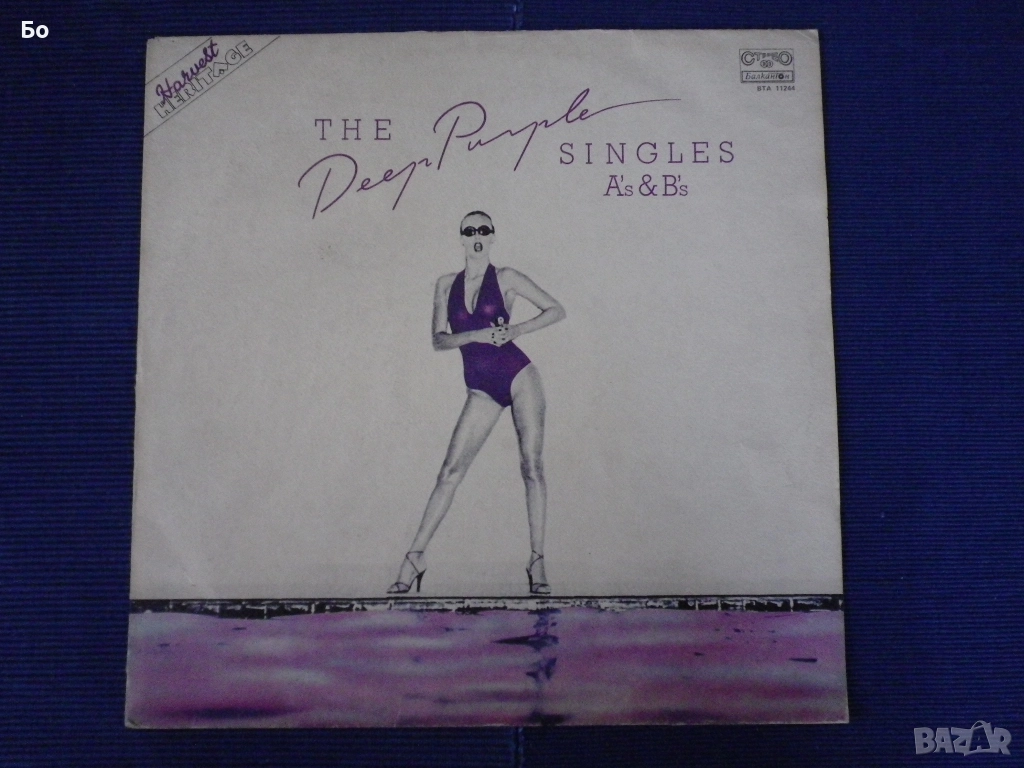 Бо
Harvest
HERITAGE
СТЕРЕО
Балкантон
ВТА 11244
THE
Deep Purple
SINGLES
A's & B's
BAZAR